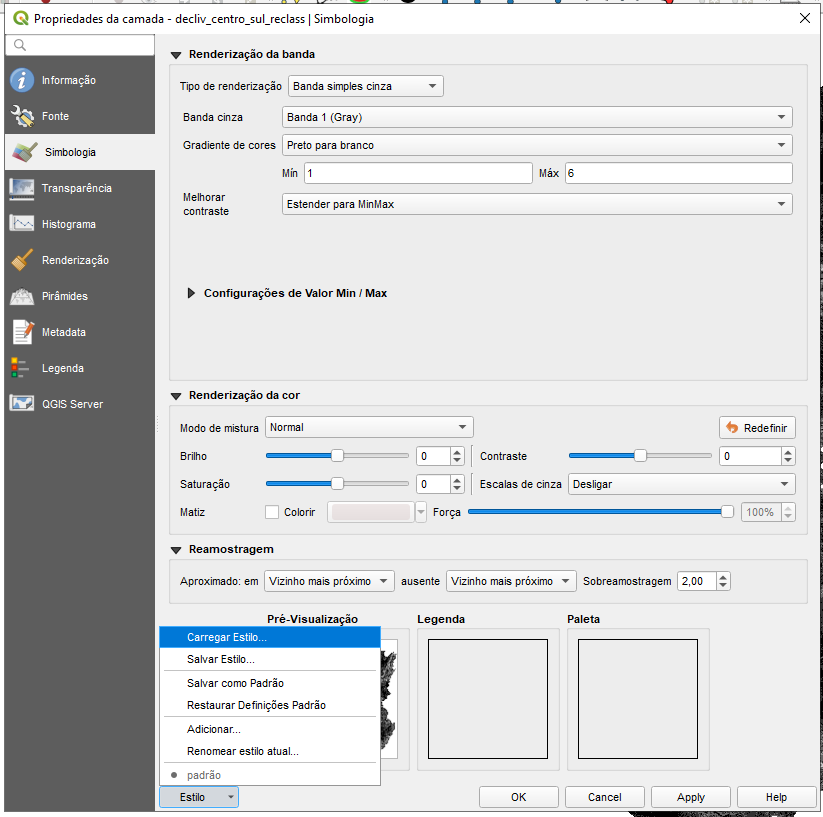 Propriedades da camada - decliv_centro_sul_reclass | Simbologia
Informação
Fonte
Simbologia
Transparência
Histograma
Renderização
Pirâmides
Metadata
Legenda
QGIS Server
Renderização da banda
Tipo de renderização Banda simples cinza
Banda cinza Banda 1 (Gray)
Gradiente de cores Preto para branco
Mín 1 Máx 6
Melhorar
contraste
Estender para MinMax
Configurações de Valor Min / Max
Renderização da cor
Modo de mistura Normal Redefinir
Brilho 0 Contraste 0
Saturação 0 Escalas de cinza Desligar
Matiz Colorir Força 100%
Reamostragem
Aproximado: em Vizinho mais próximo ausente Vizinho mais próximo Sobreamostragem 2,00
Pré-Visualização Legenda Paleta
Carregar Estilo...
Salvar Estilo...
Salvar como Padrão
Restaurar Definições Padrão
Adicionar...
Renomear estilo atual...
padrão
Estilo OK Cancel Apply Help